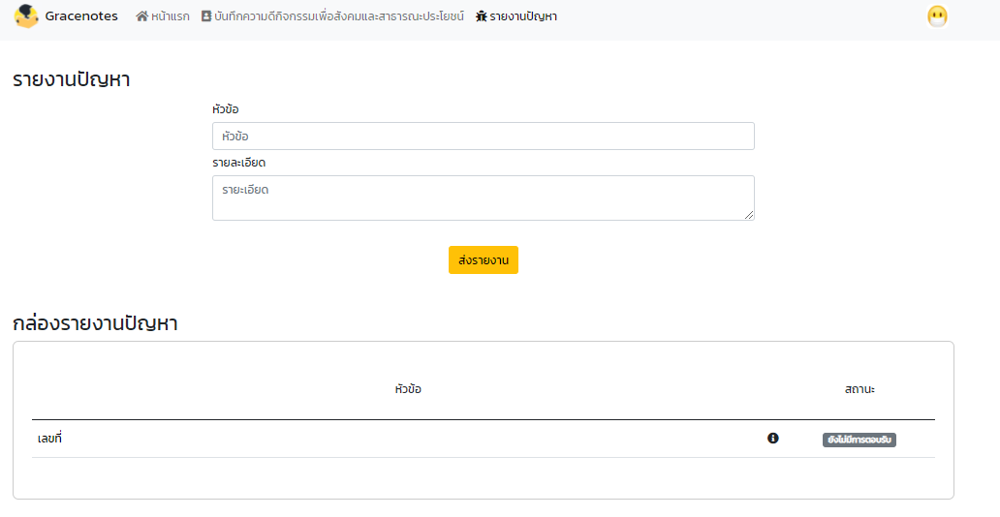 Gracenotes หน้าแรก บันทึกความดีกิจกรรมเพื่อสังคมและสาธารณะประโยชน์ รายงานปัญหา
รายงานปัญหา
หัวข้อ
หัวข้อ
รายละเอียด
รายะเอียด
ส่งรายงาน
กล่องรายงานปัญหา
หัวข้อ สถานะ
เลขที่ ยังไม่มีการตอบรับ